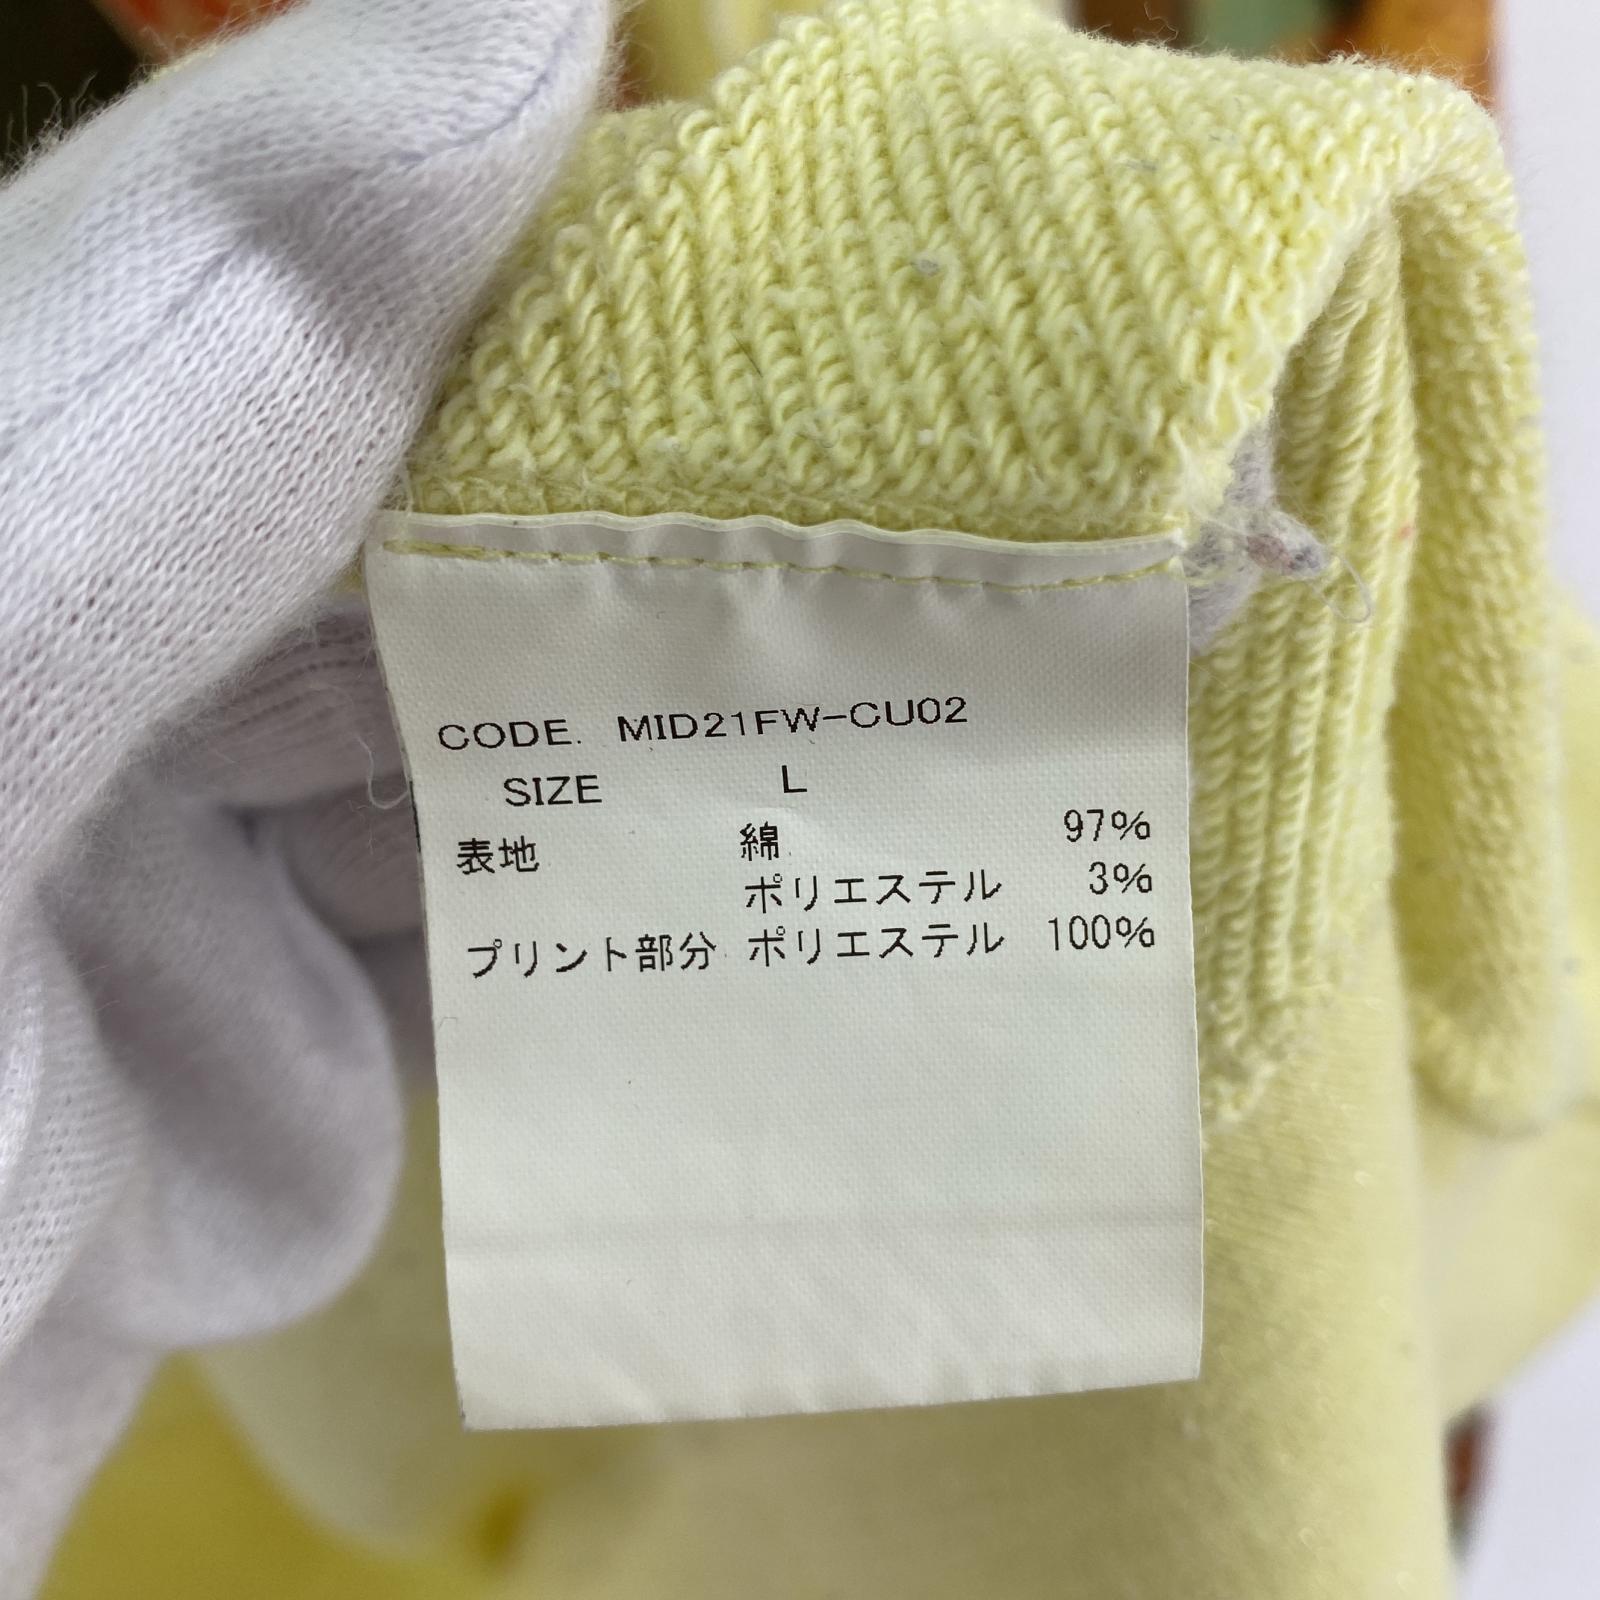 CODE. MID21FW-CU02
SIZE L
表地 綿 97%
ポリエステル 3%
プリント部分 ポリエステル 100%